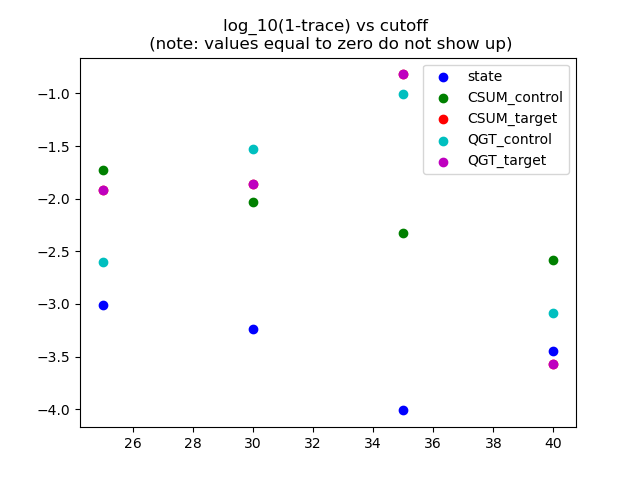 log_10(1-trace) vs cutoff
(note: values equal to zero do not show up)
state
CSUM_control
CSUM_target
QGT_control
QGT_target
−1.0
−1.5
−2.0
−2.5
−3.0
−3.5
−4.0
26 28 30 32 34 36 38 40